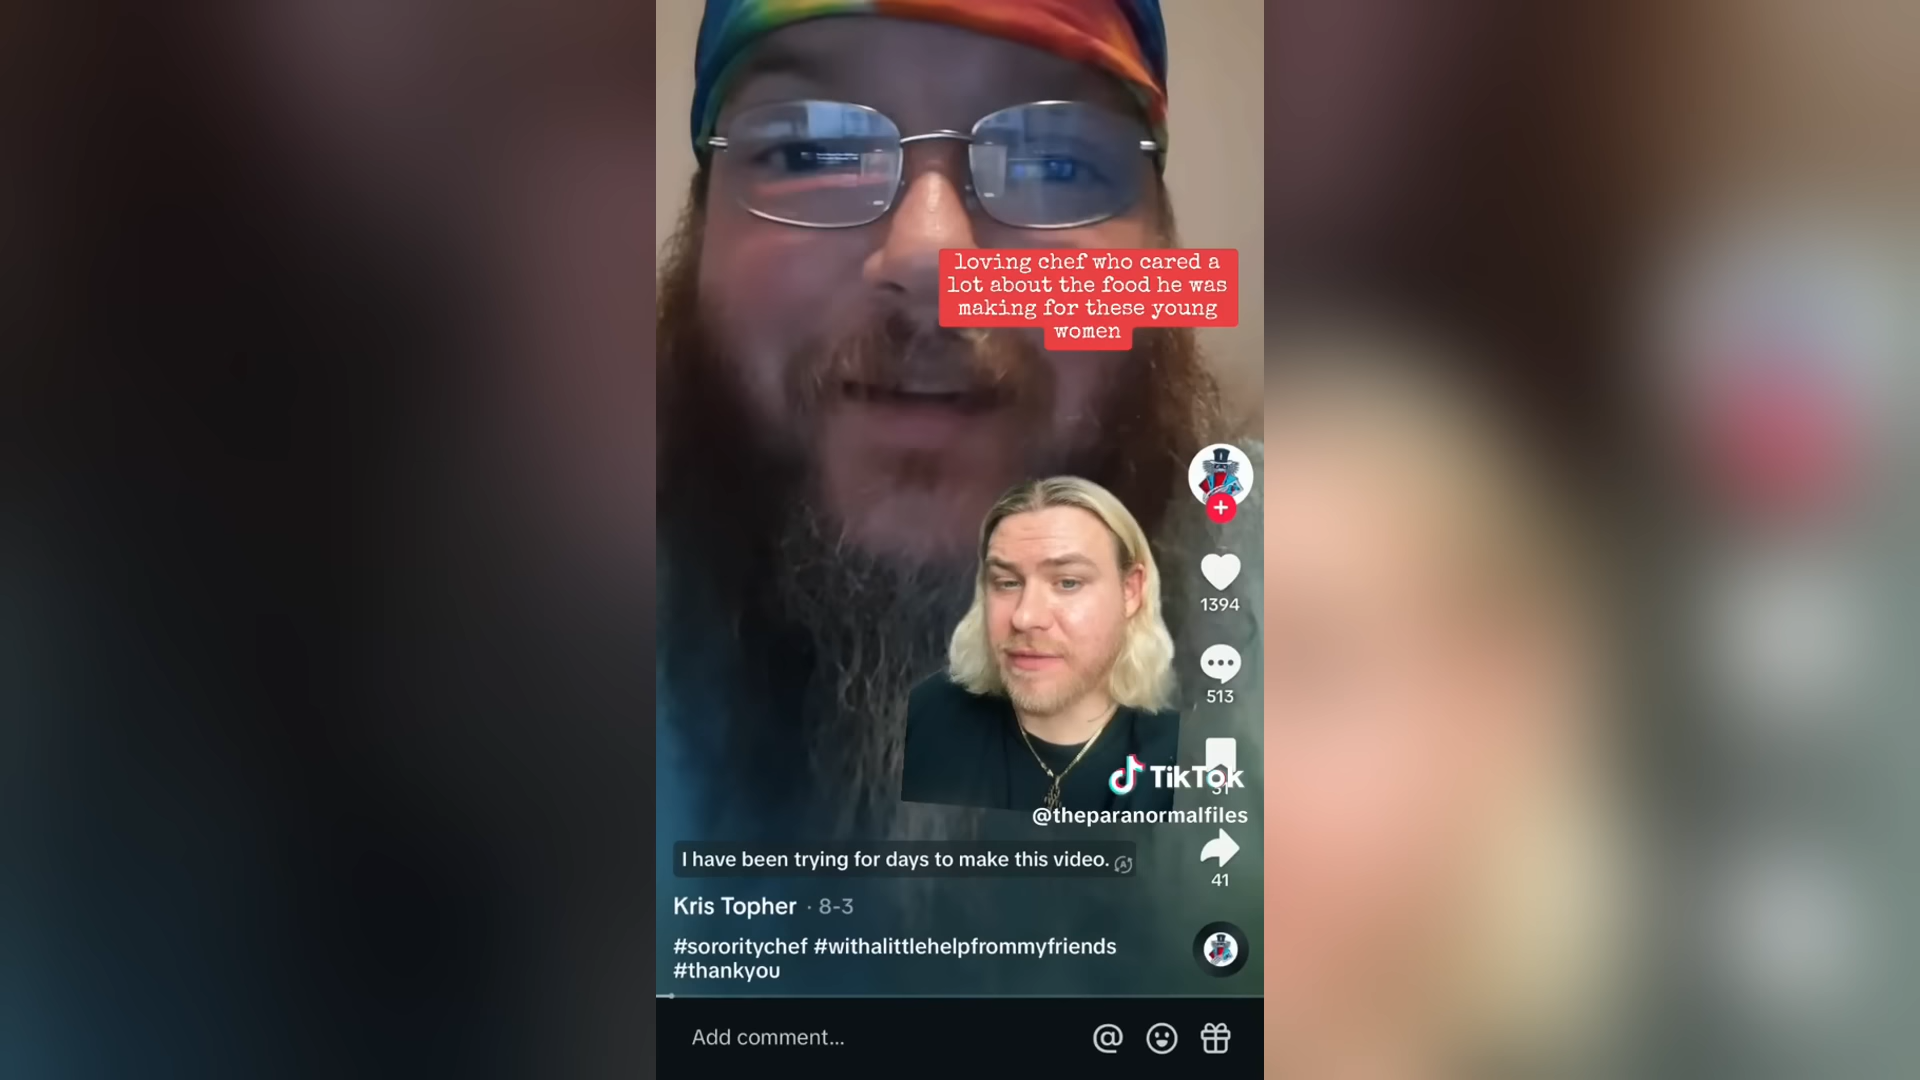 loving chef who cared a
lot about the food he was
making for these young
women
1394
513
31
TikTok
@theparanormalfiles
I have been trying for days to make this video.
41
Kris Topher · 8-3
#sororitychef #withalittlehelpfrommyfriends
#thankyou
Add comment...